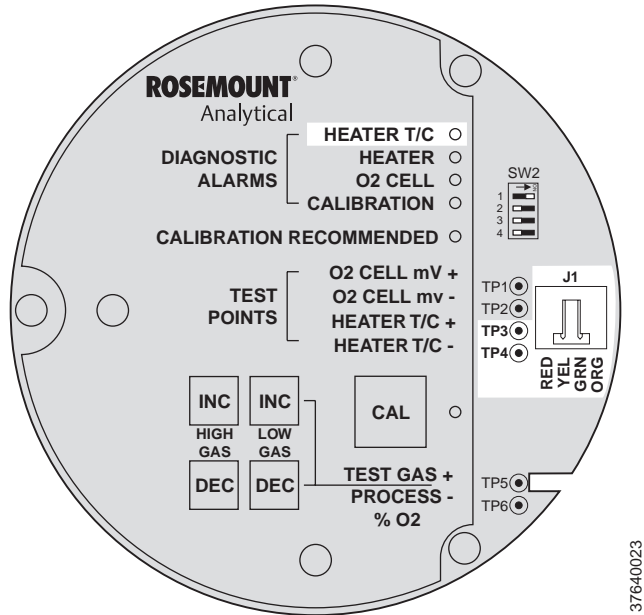 ROSEMOUNT®
Analytical
HEATER T/C
DIAGNOSTIC
ALARMS
HEATER
O2 CELL
CALIBRATION
CALIBRATION RECOMMENDED
SW2
1
2
3
4
TEST
POINTS
O2 CELL mV +
O2 CELL mv -
HEATER T/C +
HEATER T/C -
TP1
TP2
TP3
TP4
J1
RED
YEL
GRN
ORG
INC
INC
HIGH
GAS
LOW
GAS
DEC
DEC
CAL
TEST GAS +
PROCESS -
% O2
TP5
TP6
37640023